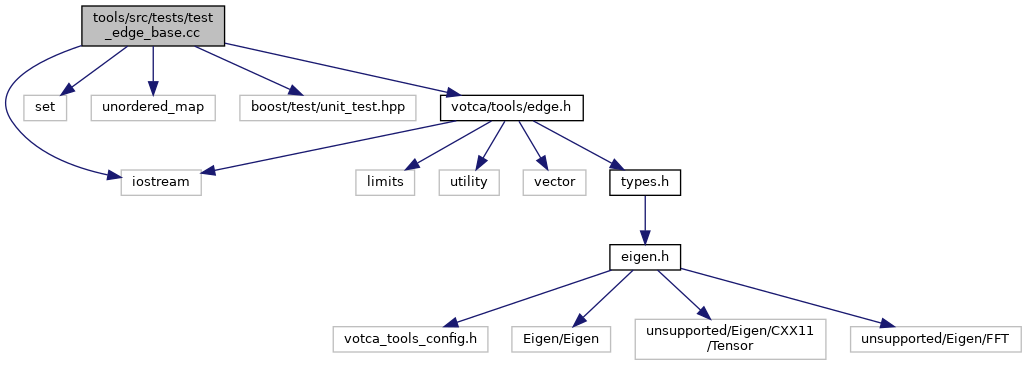 tools/src/tests/test
_edge_base.cc
set
unordered_map
boost/test/unit_test.hpp
votca/tools/edge.h
iostream
limits
utility
vector
types.h
eigen.h
votca_tools_config.h
Eigen/Eigen
unsupported/Eigen/CXX11
/Tensor
unsupported/Eigen/FFT